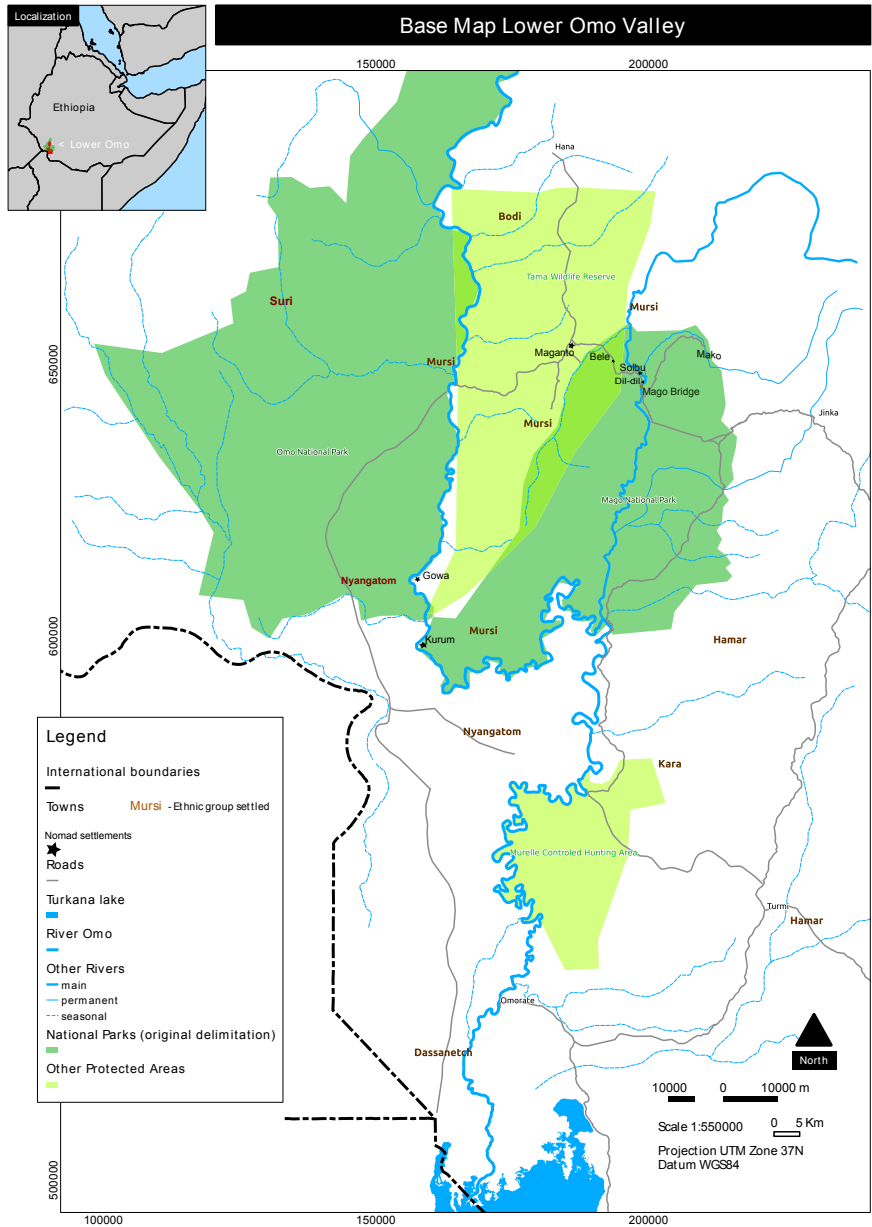 Localization
Base Map Lower Omo Valley
Ethiopia
< Lower Omo
150000
200000
Hana
Bodi
Tama Wildlife Reserve
Suri
Mursi
650000
Mursi
Maganto
Bele
Solbu
Mako
Dil-dil
Mago Bridge
Jinka
Mursi
Omo National Park
Mago National Park
Nyangatom
Gowa
600000
Kurum
Mursi
Hamar
Nyangatom
Kara
Murelle Controled Hunting Area
Turmi
Hamar
Omorate
Dassanetch
Legend
International boundaries
Towns
Mursi - Ethnic group settled
Nomad settlements
Roads
Turkana lake
River Omo
Other Rivers
main
permanent
seasonal
National Parks (original delimitation)
Other Protected Areas
North
10000 0 10000 m
Scale 1:550000
0 5 Km
Projection UTM Zone 37N
Datum WGS84
500000
100000
150000
200000